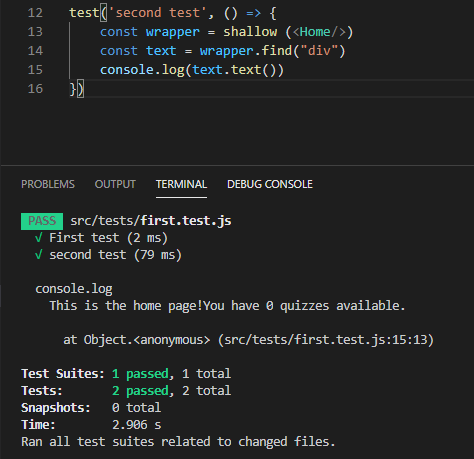 12 test('second test', () => {
13 const wrapper = shallow (<Home/>)
14 const text = wrapper.find("div")
15 console.log(text.text())
16 })
PROBLEMS OUTPUT TERMINAL DEBUG CONSOLE
PASS src/tests/first.test.js
√ First test (2 ms)
√ second test (79 ms)
console.log
This is the home page!You have 0 quizzes available.
at Object.<anonymous> (src/tests/first.test.js:15:13)
Test Suites: 1 passed, 1 total
Tests: 2 passed, 2 total
Snapshots: 0 total
Time: 2.906 s
Ran all test suites related to changed files.